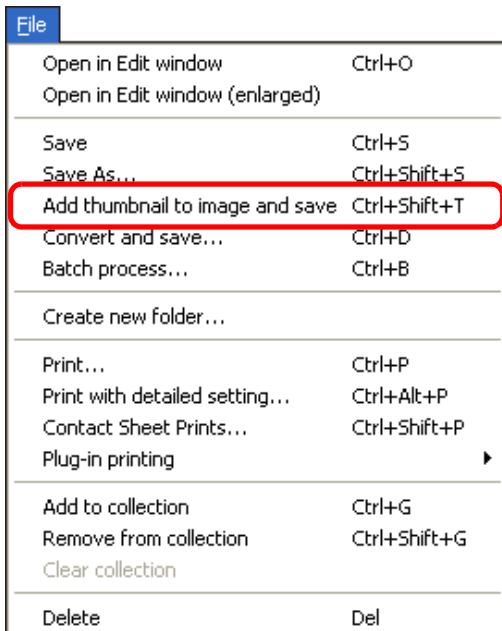 File
Open in Edit window Ctrl+O
Open in Edit window (enlarged)
Save Ctrl+S
Save As... Ctrl+Shift+S
Add thumbnail to image and save Ctrl+Shift+T
Convert and save... Ctrl+D
Batch process... Ctrl+B
Create new folder...
Print... Ctrl+P
Print with detailed setting... Ctrl+Alt+P
Contact Sheet Prints... Ctrl+Shift+P
Plug-in printing
Add to collection Ctrl+G
Remove from collection Ctrl+Shift+G
Clear collection
Delete Del